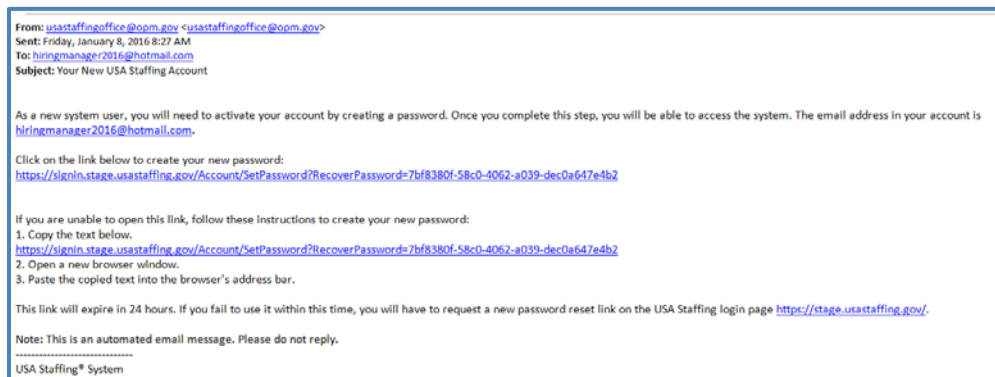 From: usastaffingoffice@opm.gov <usastaffingoffice@opm.gov>
Sent: Friday, January 8, 2016 8:27 AM
To: hiringmanager2016@hotmail.com
Subject: Your New USA Staffing Account
As a new system user, you will need to activate your account by creating a password. Once you complete this step, you will be able to access the system. The email address in your account is
hiringmanager2016@hotmail.com.
Click on the link below to create your new password:
https://signin.stage.usastaffing.gov/Account/SetPassword?RecoverPassword=7bf8380f-58c0-4062-a039-dec0a647e4b2
If you are unable to open this link, follow these instructions to create your new password:
1. Copy the text below.
https://signin.stage.usastaffing.gov/Account/SetPassword?RecoverPassword=7bf8380f-58c0-4062-a039-dec0a647e4b2
2. Open a new browser window.
3. Paste the copied text into the browser's address bar.
This link will expire in 24 hours. If you fail to use it within this time, you will have to request a new password reset link on the USA Staffing login page https://stage.usastaffing.gov/.
Note: This is an automated email message. Please do not reply.
------------------------------
USA Staffing® System